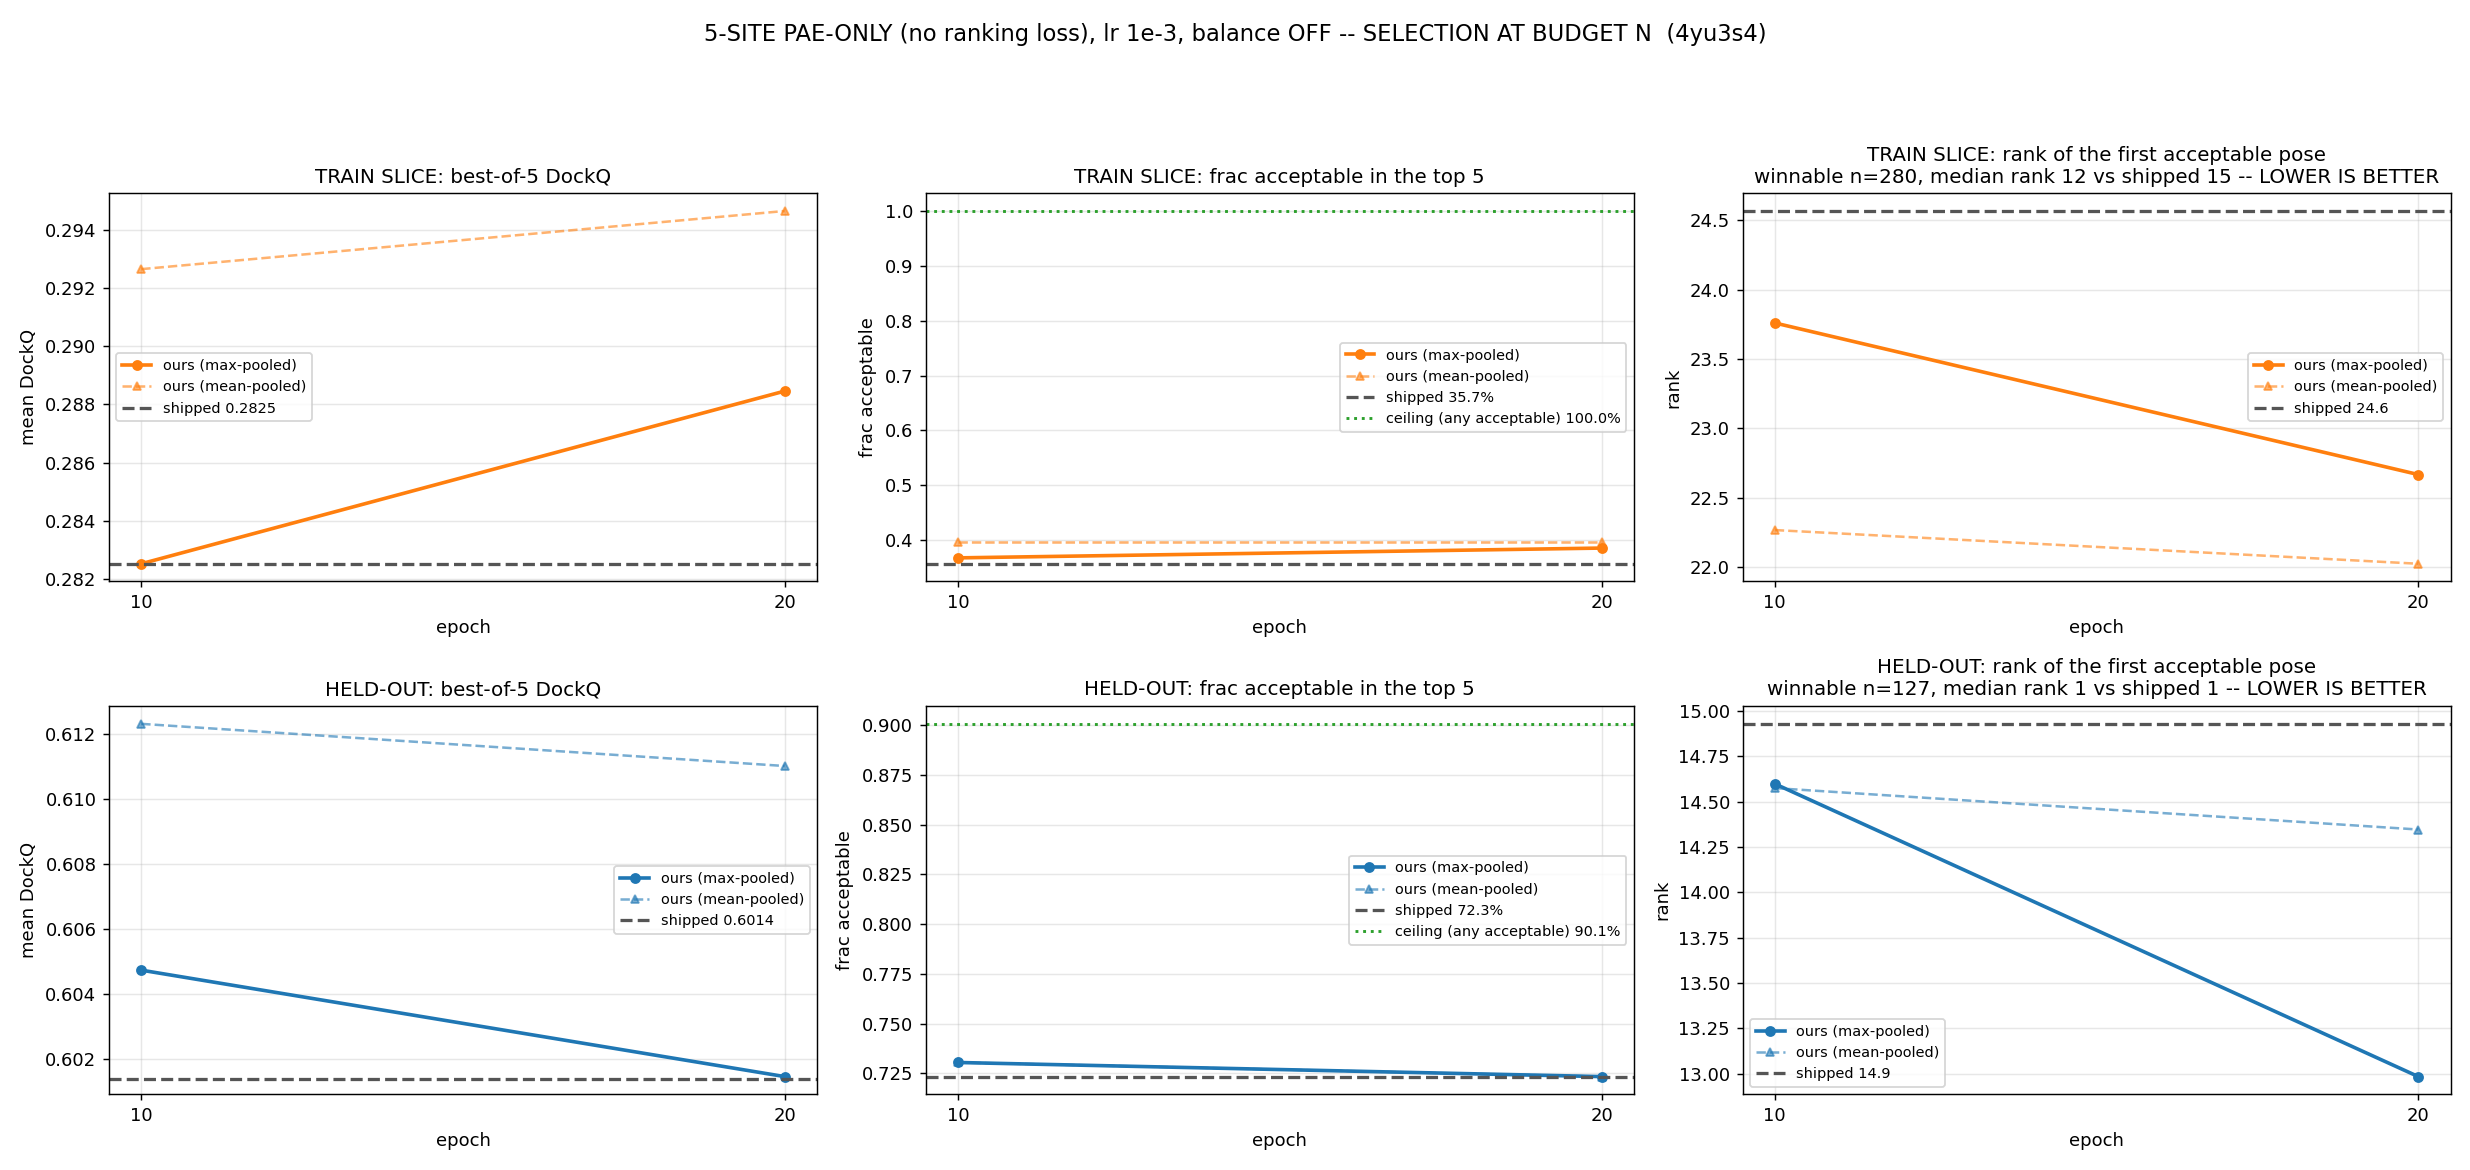 5-SITE PAE-ONLY (no ranking loss), lr 1e-3, balance OFF -- SELECTION AT BUDGET N  (4yu3s4)
TRAIN SLICE: best-of-5 DockQ
mean DockQ
0.294
0.292
0.290
0.288
0.286
0.284
0.282
ours (max-pooled)
ours (mean-pooled)
shipped 0.2825
10
20
epoch
TRAIN SLICE: frac acceptable in the top 5
frac acceptable
1.0
0.9
0.8
0.7
0.6
0.5
0.4
ours (max-pooled)
ours (mean-pooled)
shipped 35.7%
ceiling (any acceptable) 100.0%
10
20
epoch
TRAIN SLICE: rank of the first acceptable pose
winnable n=280, median rank 12 vs shipped 15 -- LOWER IS BETTER
rank
24.5
24.0
23.5
23.0
22.5
22.0
ours (max-pooled)
ours (mean-pooled)
shipped 24.6
10
20
epoch
HELD-OUT: best-of-5 DockQ
mean DockQ
0.612
0.610
0.608
0.606
0.604
0.602
ours (max-pooled)
ours (mean-pooled)
shipped 0.6014
10
20
epoch
HELD-OUT: frac acceptable in the top 5
frac acceptable
0.900
0.875
0.850
0.825
0.800
0.775
0.750
0.725
ours (max-pooled)
ours (mean-pooled)
shipped 72.3%
ceiling (any acceptable) 90.1%
10
20
epoch
HELD-OUT: rank of the first acceptable pose
winnable n=127, median rank 1 vs shipped 1 -- LOWER IS BETTER
rank
15.00
14.75
14.50
14.25
14.00
13.75
13.50
13.25
13.00
ours (max-pooled)
ours (mean-pooled)
shipped 14.9
10
20
epoch